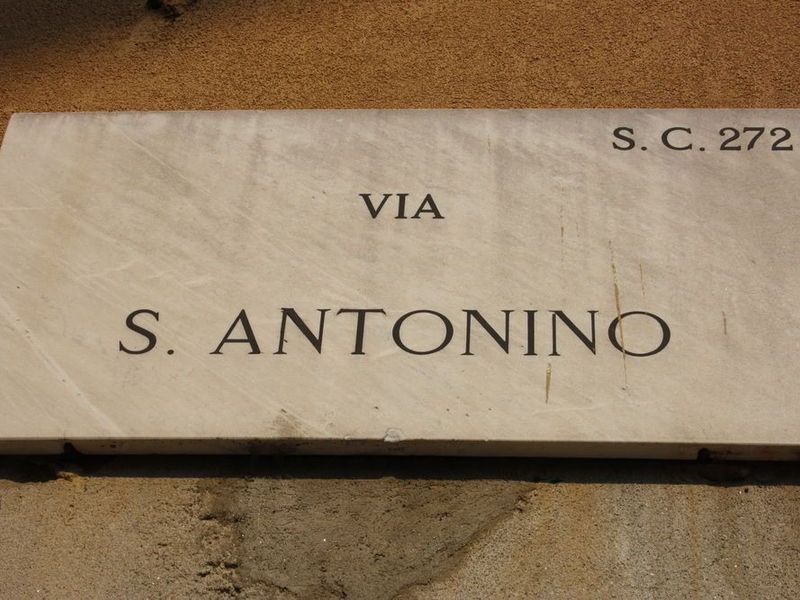 S. C. 272
VIA
S. ANTONINO